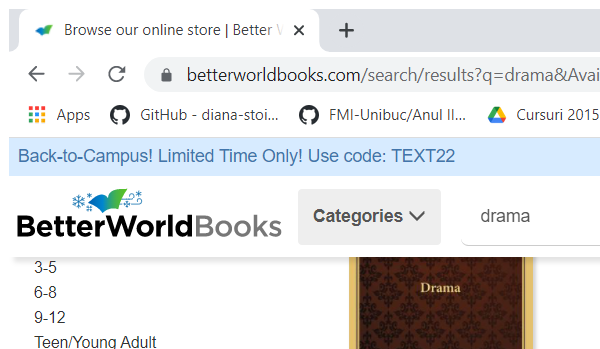 Browse our online store | Better W
betterworldbooks.com/search/results?q=drama&Avai
Apps GitHub - diana-stoi... FMI-Unibuc/Anul II... Cursuri 2015
Back-to-Campus! Limited Time Only! Use code: TEXT22
BetterWorldBooks Categories drama
3-5
6-8
9-12
Teen/Young Adult
Drama